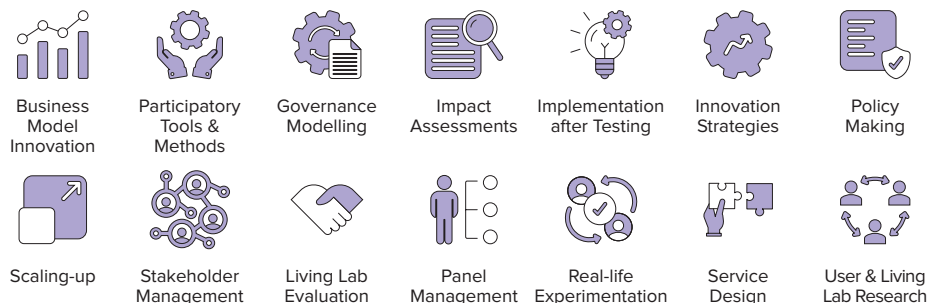 Business
Model
Innovation
Participatory
Tools &
Methods
Governance
Modelling
Impact
Assessments
Implementation
after Testing
Innovation
Strategies
Policy
Making
Scaling-up
Stakeholder
Management
Living Lab
Evaluation
Panel
Management
Real-life
Experimentation
Service
Design
User & Living
Lab Research